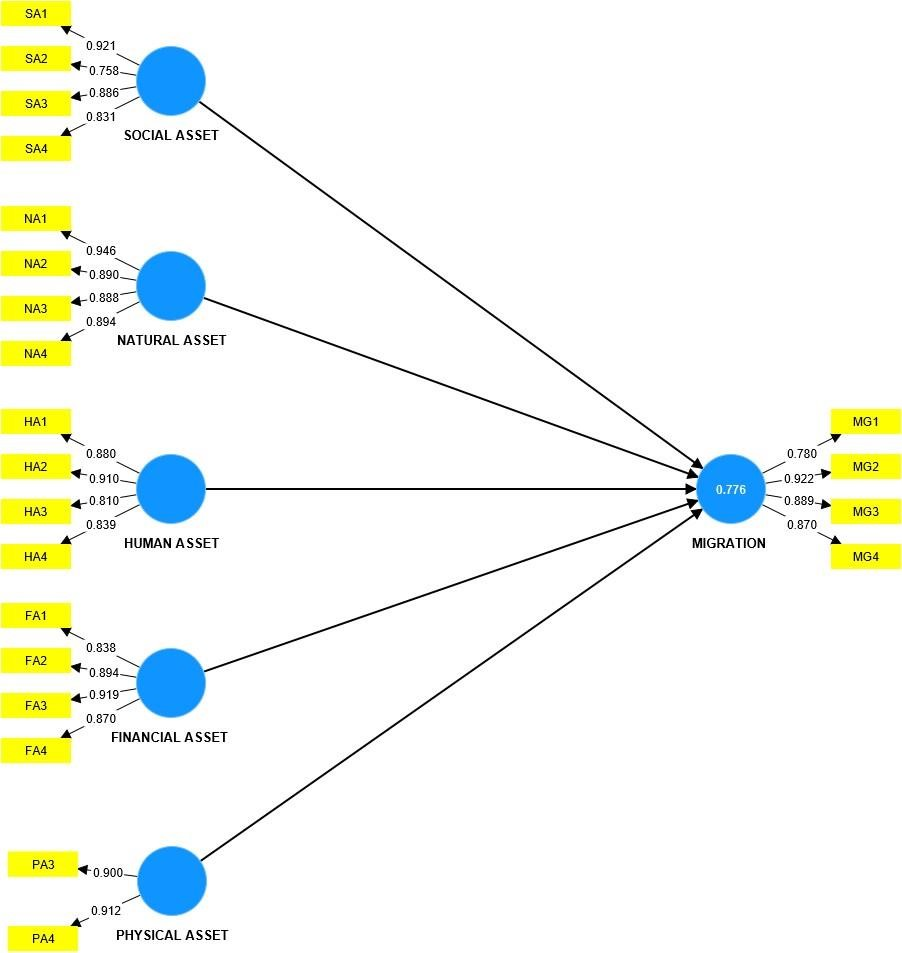 SA1
0.921
SA2
0.758
SA3
0.886
SA4
0.831
SOCIAL ASSET
NA1
0.946
NA2
0.890
NA3
0.888
NA4
0.894
NATURAL ASSET
HA1
0.880
HA2
0.910
HA3
0.810
HA4
0.839
HUMAN ASSET
FA1
0.838
FA2
0.894
FA3
0.919
FA4
0.870
FINANCIAL ASSET
PA3
0.900
PA4
0.912
PHYSICAL ASSET
0.776
MIGRATION
MG1
0.780
MG2
0.922
MG3
0.889
MG4
0.870